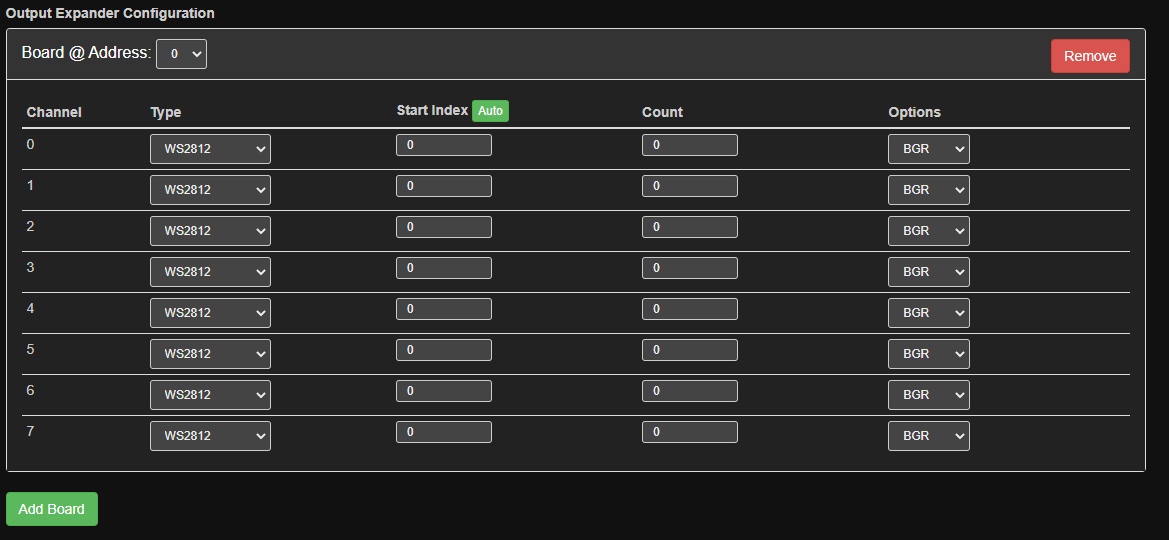 Output Expander Configuration
Board @ Address: 0 Remove
Channel Type Start Index Auto Count Options
0 WS2812 0 0 BGR
1 WS2812 0 0 BGR
2 WS2812 0 0 BGR
3 WS2812 0 0 BGR
4 WS2812 0 0 BGR
5 WS2812 0 0 BGR
6 WS2812 0 0 BGR
7 WS2812 0 0 BGR
Add Board